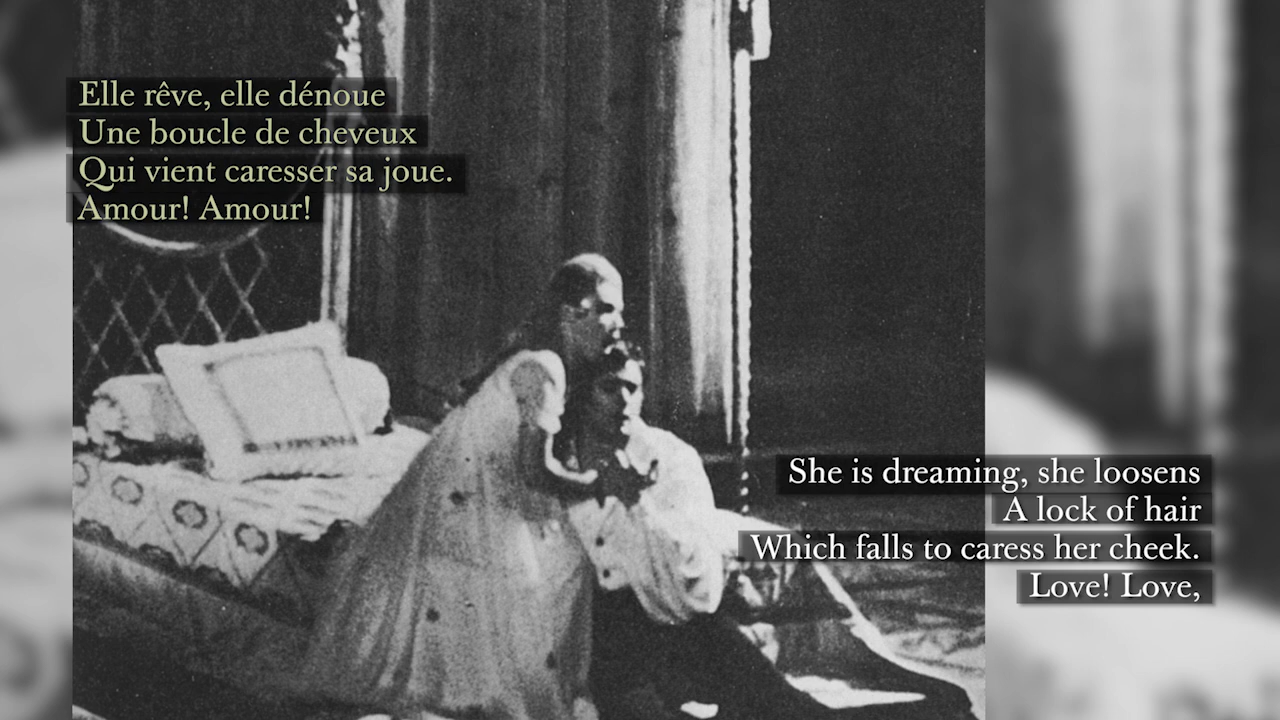 Elle rêve, elle dénoue
Une boucle de cheveux
Qui vient caresser sa joue.
Amour! Amour!
She is dreaming, she loosens
A lock of hair
Which falls to caress her cheek.
Love! Love,